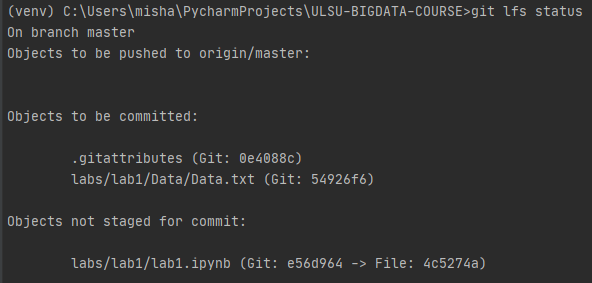 (venv) C:\Users\misha\PycharmProjects\ULSU-BIGDATA-COURSE>git lfs status
On branch master
Objects to be pushed to origin/master:
Objects to be committed:
.gitattributes (Git: 0e4088c)
labs/lab1/Data/Data.txt (Git: 54926f6)
Objects not staged for commit:
labs/lab1/lab1.ipynb (Git: e56d964 -> File: 4c5274a)